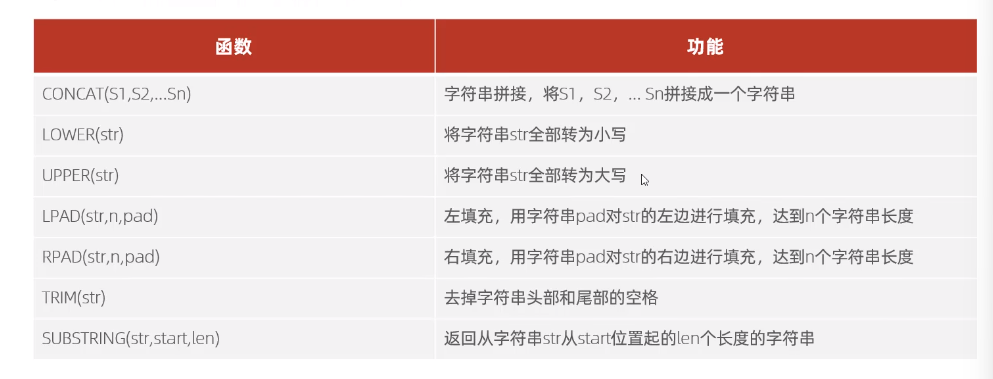 函数 功能
CONCAT(S1,S2,...Sn) 字符串拼接，将S1，S2，... Sn拼接成一个字符串
LOWER(str) 将字符串str全部转为小写
UPPER(str) 将字符串str全部转为大写
LPAD(str,n,pad) 左填充，用字符串pad对str的左边进行填充，达到n个字符串长度
RPAD(str,n,pad) 右填充，用字符串pad对str的右边进行填充，达到n个字符串长度
TRIM(str) 去掉字符串头部和尾部的空格
SUBSTRING(str,start,len) 返回从字符串str从start位置起的len个长度的字符串